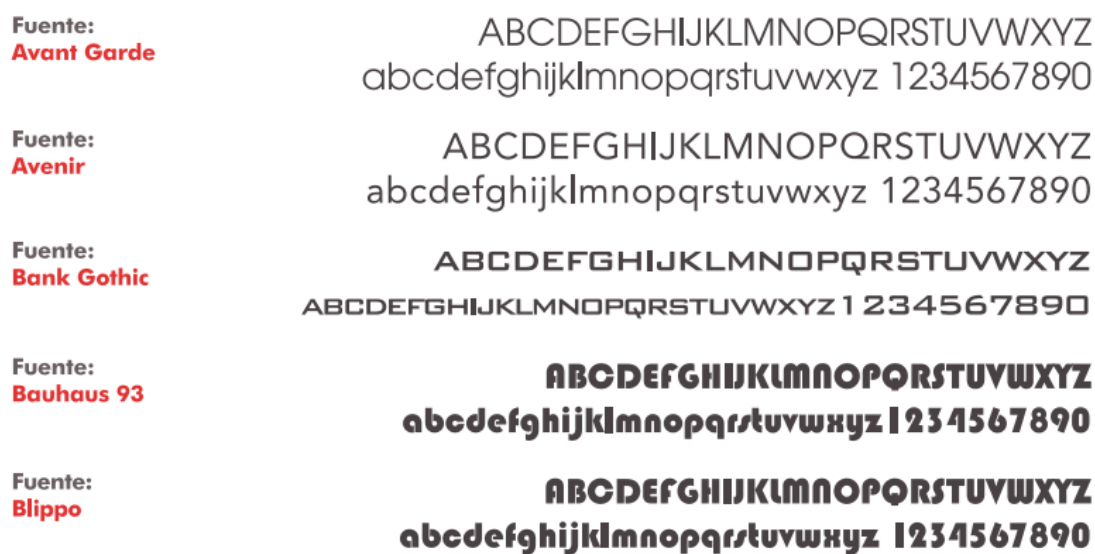 Fuente:
Avant Garde
ABCDEFGHIJKLMNOPQRSTUVWXYZ
abcdefghijklmnopqrstuvwxyz 1234567890
Fuente:
Avenir
ABCDEFGHIJKLMNOPQRSTUVWXYZ
abcdefghijklmnopqrstuvwxyz 1234567890
Fuente:
Bank Gothic
ABCDEFGHIJKLMNOPQRSTUVWXYZ
ABCDEFGHIJKLMNOPQRSTUVWXYZ 1234567890
Fuente:
Bauhaus 93
ABCDEFGHIJKLMNOPQRSTUVWXYZ
abcdefghijklmnopqrstuvwxyz 1234567890
Fuente:
Blippo
ABCDEFGHIJKLMNOPQRSTUVWXYZ
abcdefghijklmnopqrstuvwxyz 1234567890